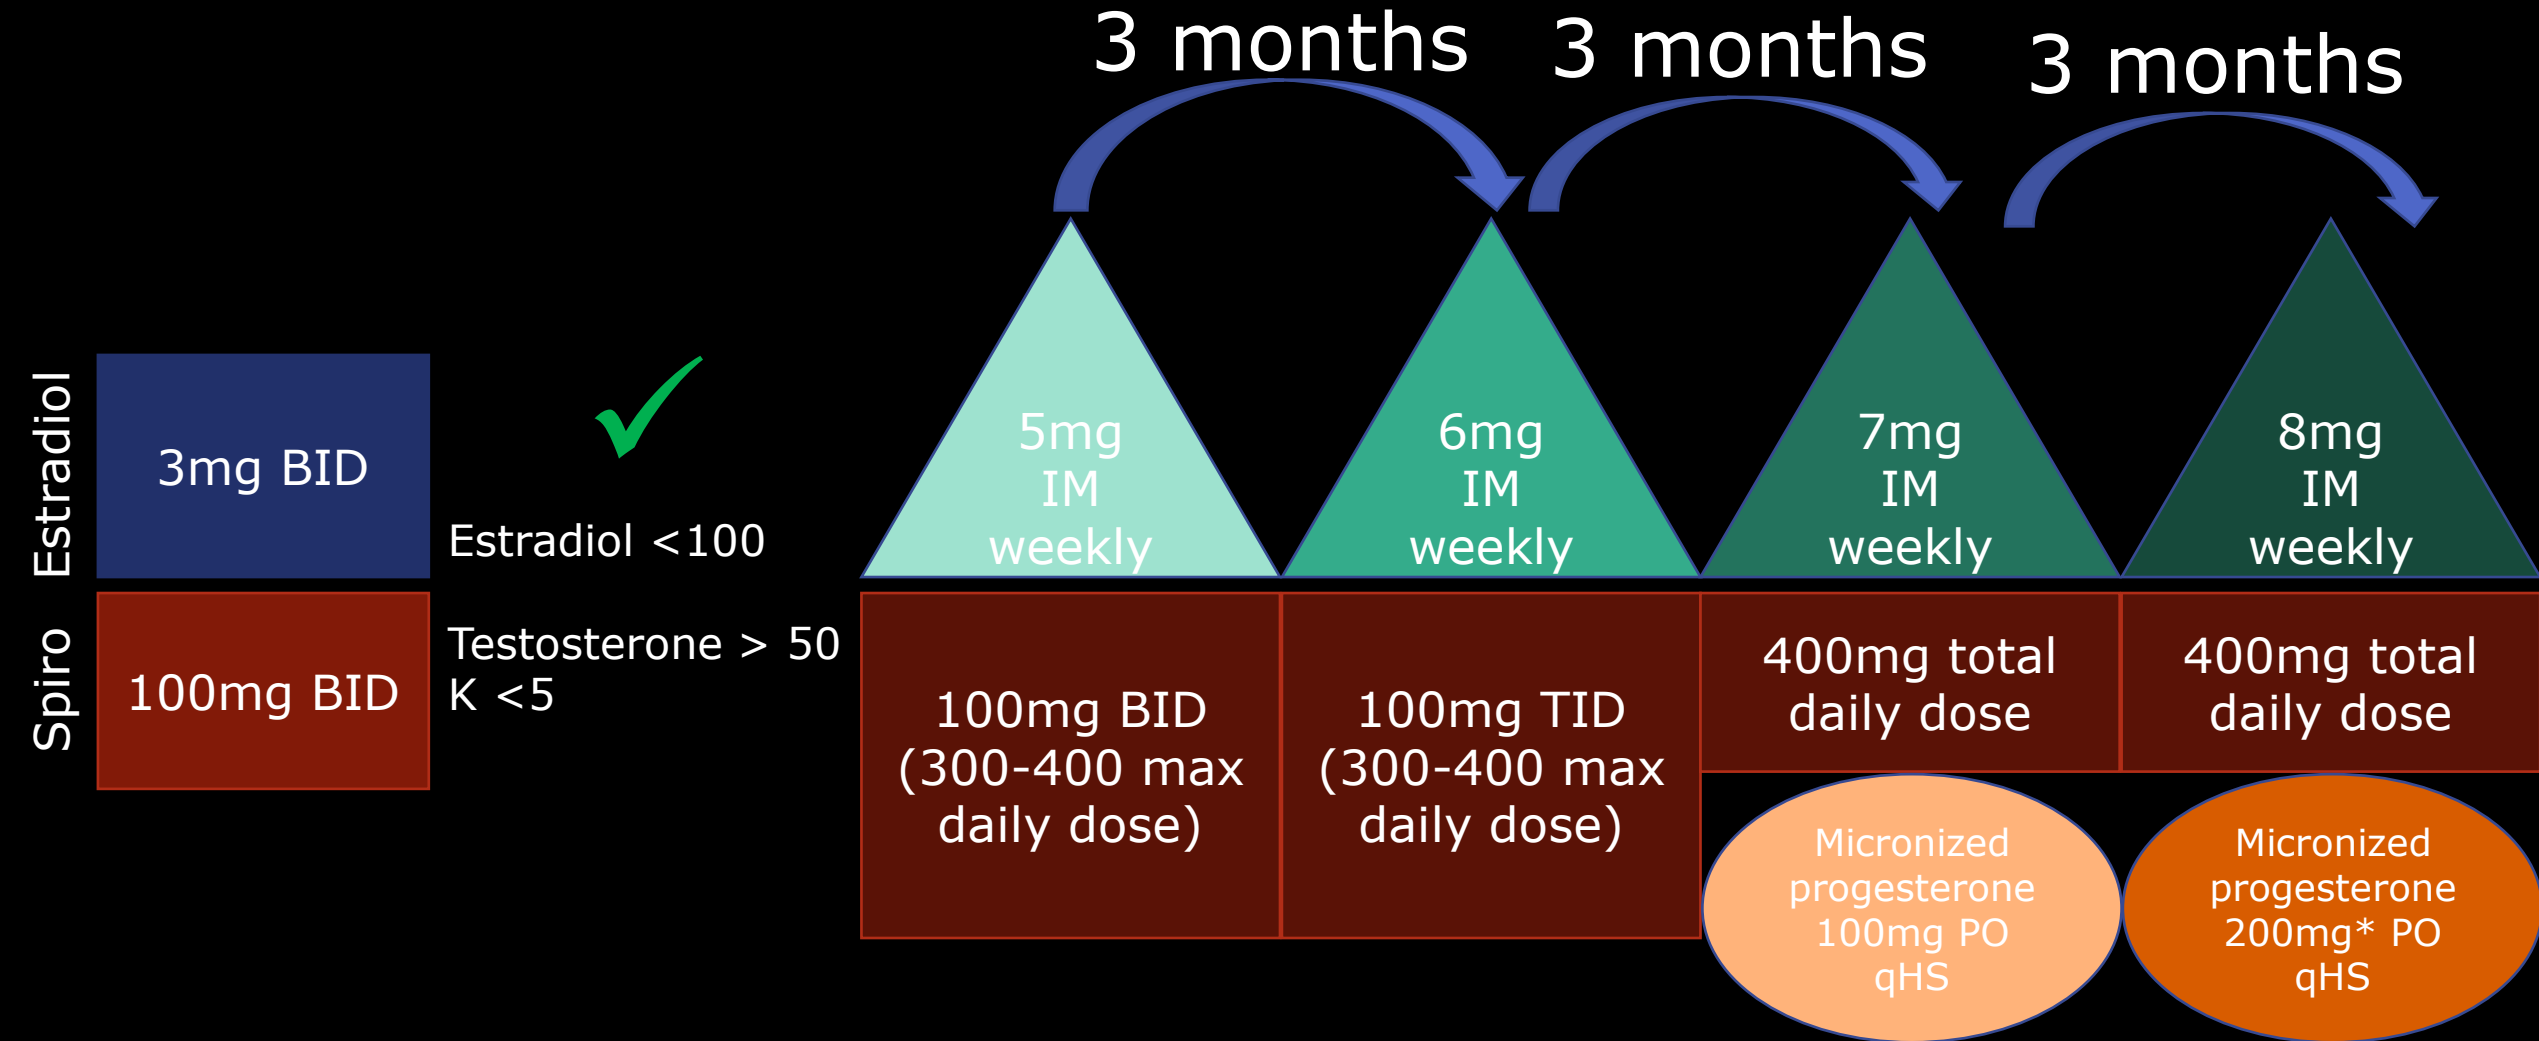 3 months
3 months
3 months
Estradiol
3mg BID
Estradiol <100
5mg
IM
weekly
6mg
IM
weekly
7mg
IM
weekly
8mg
IM
weekly
Spiro
100mg BID
Testosterone > 50
K <5
100mg BID
(300-400 max
daily dose)
100mg TID
(300-400 max
daily dose)
400mg total
daily dose
400mg total
daily dose
Micronized
progesterone
100mg PO
qHS
Micronized
progesterone
200mg* PO
qHS